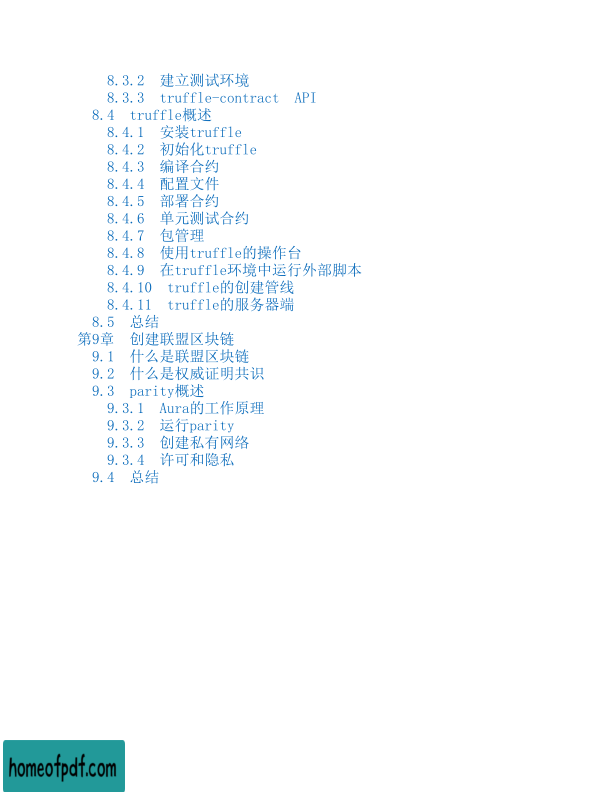 8.3.2 建立测试环境
8.3.3 truffle-contract API
8.4 truffle概述
8.4.1 安装truffle
8.4.2 初始化truffle
8.4.3 编译合约
8.4.4 配置文件
8.4.5 部署合约
8.4.6 单元测试合约
8.4.7 包管理
8.4.8 使用truffle的操作台
8.4.9 在truffle环境中运行外部脚本
8.4.10 truffle的创建管线
8.4.11 truffle的服务器端
8.5 总结
第9章 创建联盟区块链
9.1 什么是联盟区块链
9.2 什么是权威证明共识
9.3 parity概述
9.3.1 Aura的工作原理
9.3.2 运行parity
9.3.3 创建私有网络
9.3.4 许可和隐私
9.4 总结
homeofpdf.com